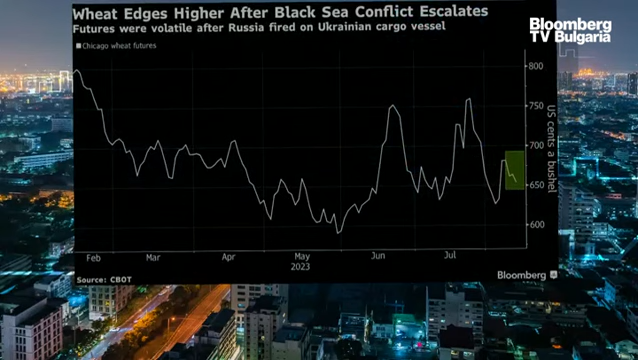 Wheat Edges Higher After Black Sea Conflict Escalates
Futures were volatile after Russia fired on Ukrainian cargo vessel
Chicago wheat futures
Bloomberg
TV Bulgaria
800
750
700
650
600
US cents a bushel
Feb Mar Apr May Jun Jul
2023
Source: CBOT
Bloomberg